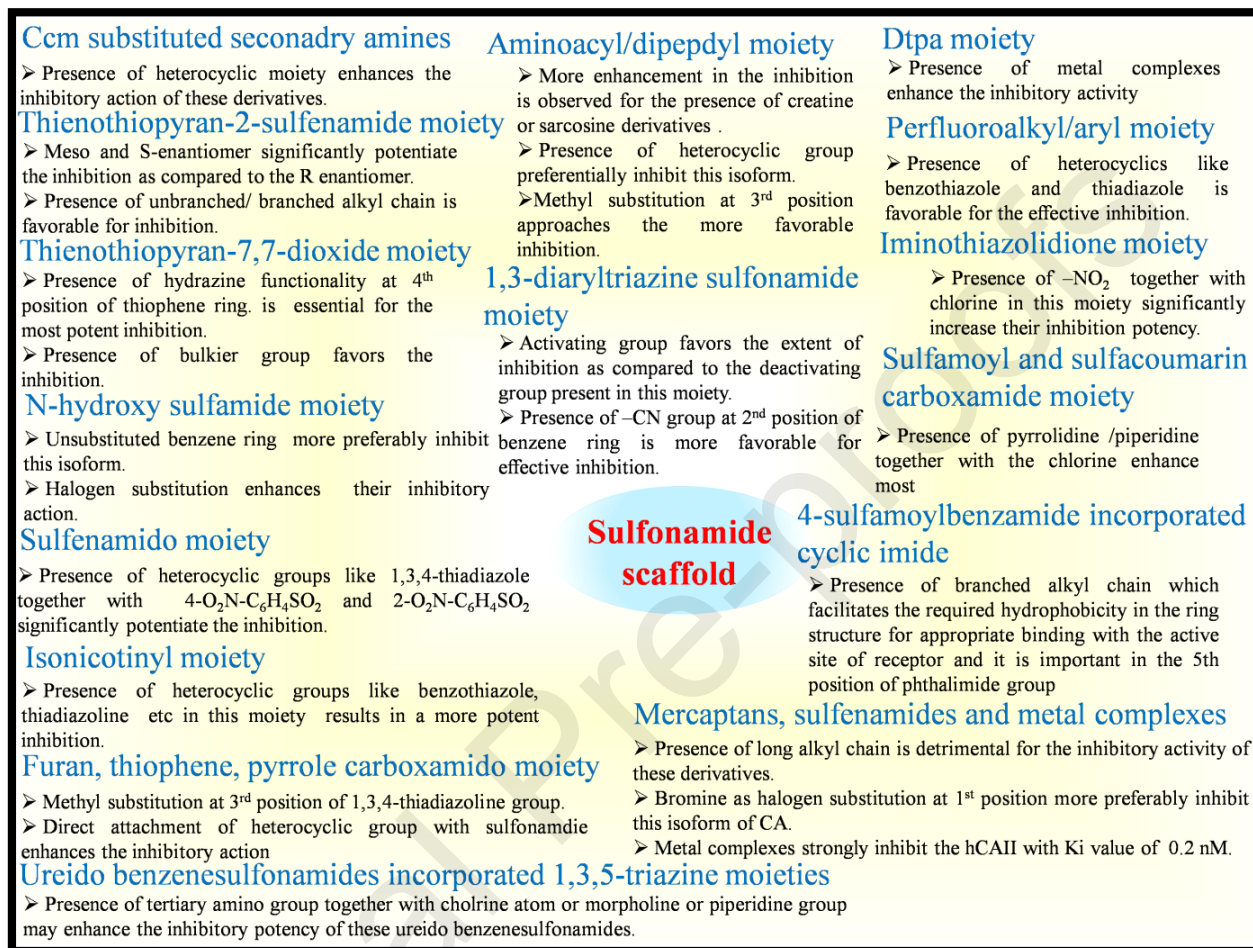 Ccm substituted seconadry amines
➢ Presence of heterocyclic moiety enhances the
inhibitory action of these derivatives.
Thienothiopyran-2-sulfenamide moiety
➢ Meso and S-enantiomer significantly potentiate
the inhibition as compared to the R enantiomer.
➢ Presence of unbranched/ branched alkyl chain is
favorable for inhibition.
Thienothiopyran-7,7-dioxide moiety
➢ Presence of hydrazine functionality at 4th
position of thiophene ring. is essential for the
most potent inhibition.
➢ Presence of bulkier group favors the
inhibition.
N-hydroxy sulfamide moiety
➢ Unsubstituted benzene ring more preferably inhibit
this isoform.
➢ Halogen substitution enhances their inhibitory
action.
Sulfenamido moiety
➢ Presence of heterocyclic groups like 1,3,4-thiadiazole
together with 4-O₂N-C₆H₄SO₂ and 2-O₂N-C₆H₄SO₂
significantly potentiate the inhibition.
Isonicotinyl moiety
➢ Presence of heterocyclic groups like benzothiazole,
thiadiazoline etc in this moiety results in a more potent
inhibition.
Furan, thiophene, pyrrole carboxamido moiety
➢ Methyl substitution at 3rd position of 1,3,4-thiadiazoline group.
➢ Direct attachment of heterocyclic group with sulfonamdie
enhances the inhibitory action
Ureido benzenesulfonamides incorporated 1,3,5-triazine moieties
➢ Presence of tertiary amino group together with cholrine atom or morpholine or piperidine group
may enhance the inhibitory potency of these ureido benzenesulfonamides.
Aminoacyl/dipepdyl moiety
➢ More enhancement in the inhibition
is observed for the presence of creatine
or sarcosine derivatives .
➢ Presence of heterocyclic group
preferentially inhibit this isoform.
➢Methyl substitution at 3rd position
approaches the more favorable
inhibition.
1,3-diaryltriazine sulfonamide
moiety
➢ Activating group favors the extent of
inhibition as compared to the deactivating
group present in this moiety.
➢ Presence of –CN group at 2nd position of
benzene ring is more favorable for
effective inhibition.
Sulfonamide
scaffold
Dtpa moiety
➢ Presence of metal complexes
enhance the inhibitory activity
Perfluoroalkyl/aryl moiety
➢ Presence of heterocyclics like
benzothiazole and thiadiazole is
favorable for the effective inhibition.
Iminothiazolidione moiety
➢ Presence of –NO₂ together with
chlorine in this moiety significantly
increase their inhibition potency.
Sulfamoyl and sulfacoumarin
carboxamide moiety
➢ Presence of pyrrolidine /piperidine
together with the chlorine enhance
most
4-sulfamoylbenzamide incorporated
cyclic imide
➢ Presence of branched alkyl chain which
facilitates the required hydrophobicity in the ring
structure for appropriate binding with the active
site of receptor and it is important in the 5th
position of phthalimide group
Mercaptans, sulfenamides and metal complexes
➢ Presence of long alkyl chain is detrimental for the inhibitory activity of
these derivatives.
➢ Bromine as halogen substitution at 1st position more preferably inhibit
this isoform of CA.
➢ Metal complexes strongly inhibit the hCAII with Ki value of 0.2 nM.
al Pre-proofs